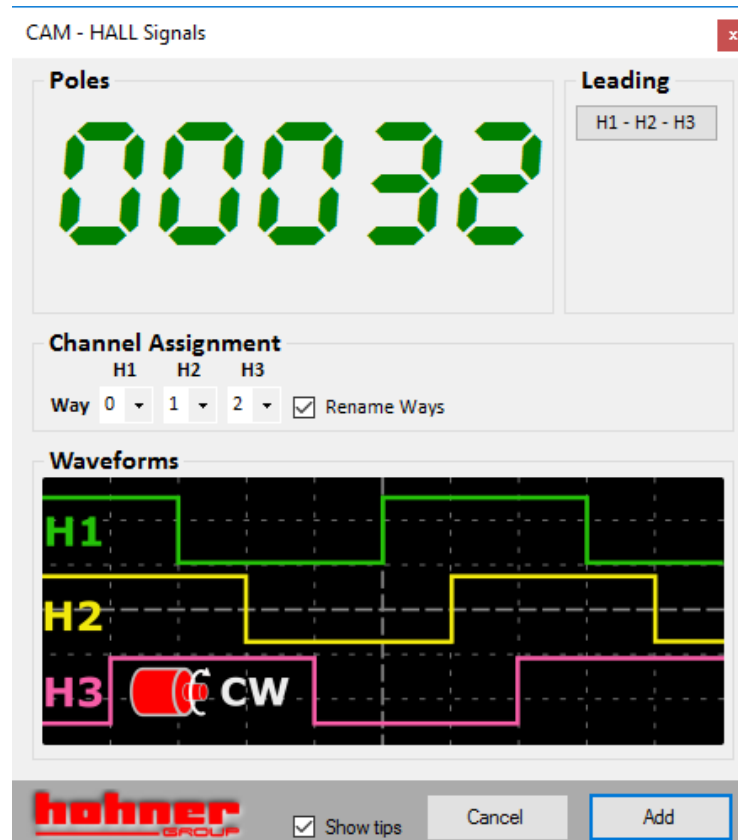 CAM - HALL Signals
x
Poles
Leading
00032
H1 - H2 - H3
Channel Assignment
H1 H2 H3
Way 0 1 2 Rename Ways
Waveforms
H1
H2
H3 CW
hohner
GROUP
Show tips
Cancel
Add